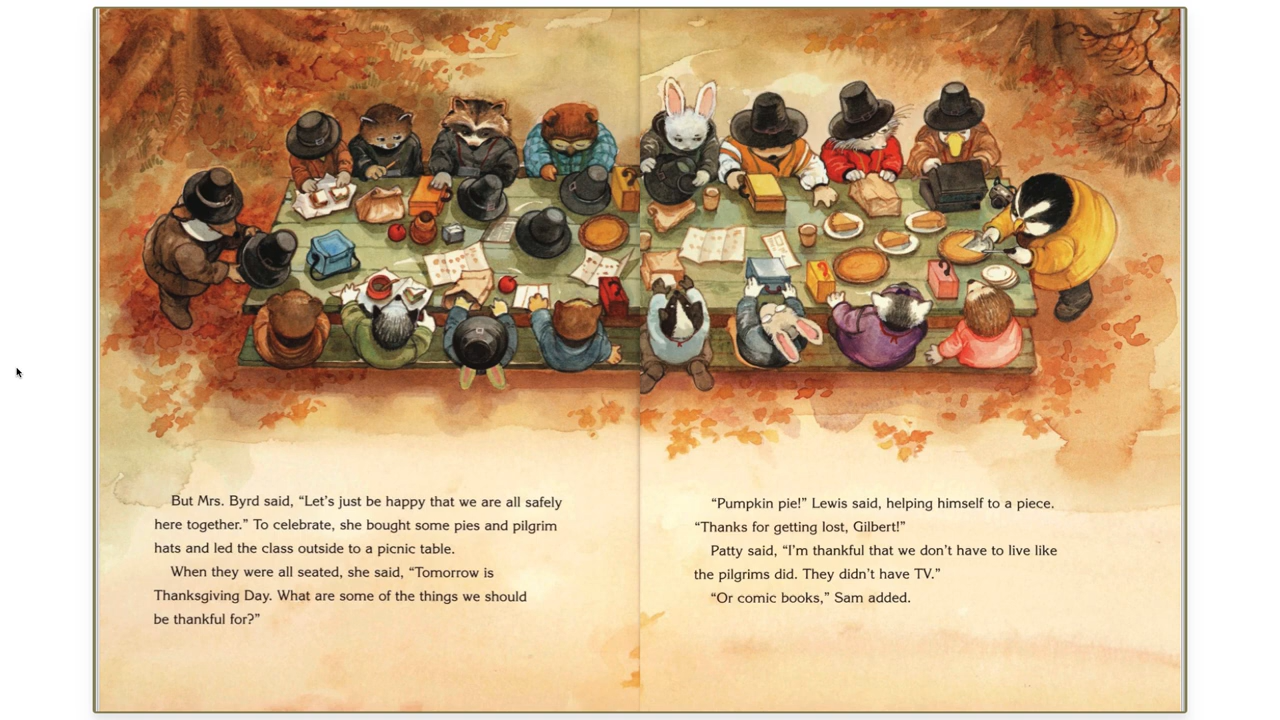 But Mrs. Byrd said, “Let’s just be happy that we are all safely
here together.” To celebrate, she bought some pies and pilgrim
hats and led the class outside to a picnic table.
When they were all seated, she said, “Tomorrow is
Thanksgiving Day. What are some of the things we should
be thankful for?”
“Pumpkin pie!” Lewis said, helping himself to a piece.
“Thanks for getting lost, Gilbert!”
Patty said, “I’m thankful that we don’t have to live like
the pilgrims did. They didn’t have TV.”
“Or comic books,” Sam added.